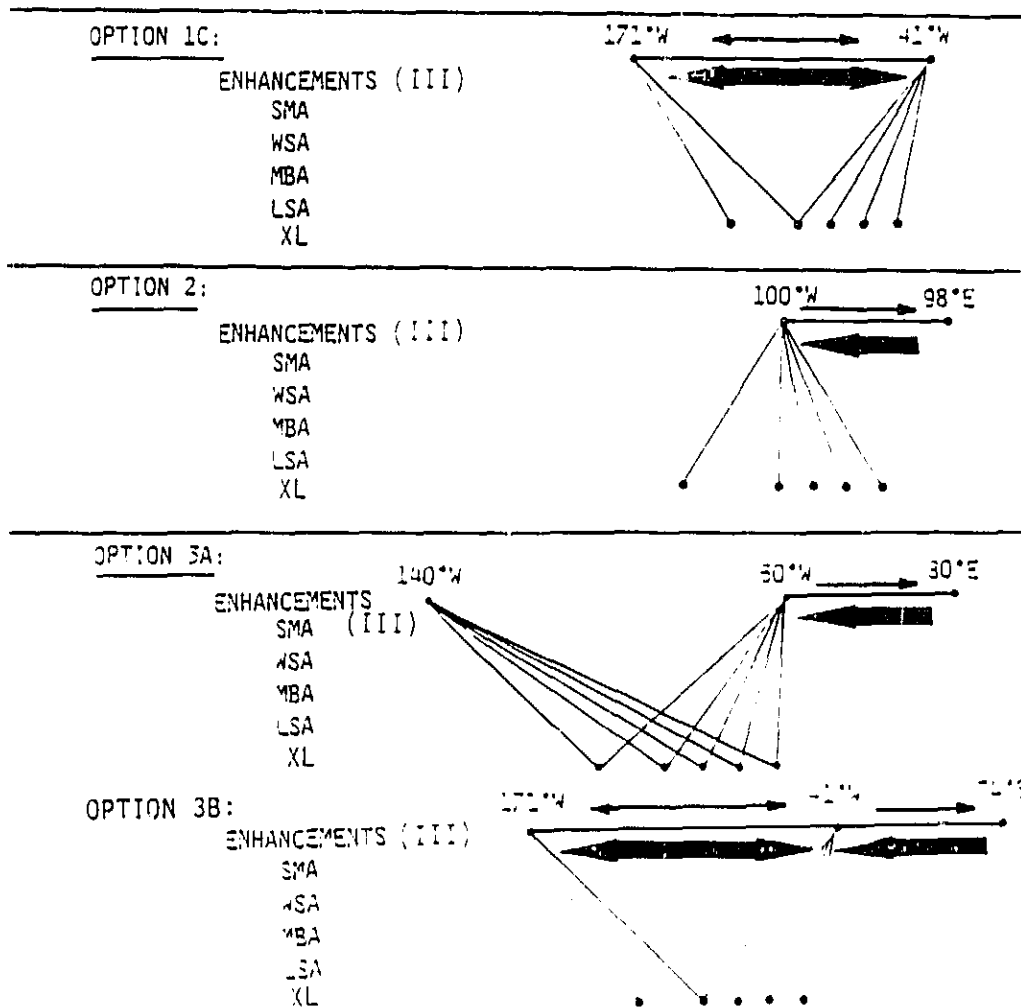 OPTION 1C:
171°W 41°W
ENHANCEMENTS (III)
SMA
WSA
MBA
LSA
XL
OPTION 2:
100°W 98°E
ENHANCEMENTS (III)
SMA
WSA
MBA
LSA
XL
OPTION 3A:
140°W 80°E
ENHANCEMENTS
SMA (III)
WSA
MBA
LSA
XL
OPTION 3B:
171°W 41°W
ENHANCEMENTS (III)
SMA
WSA
MBA
LSA
XL